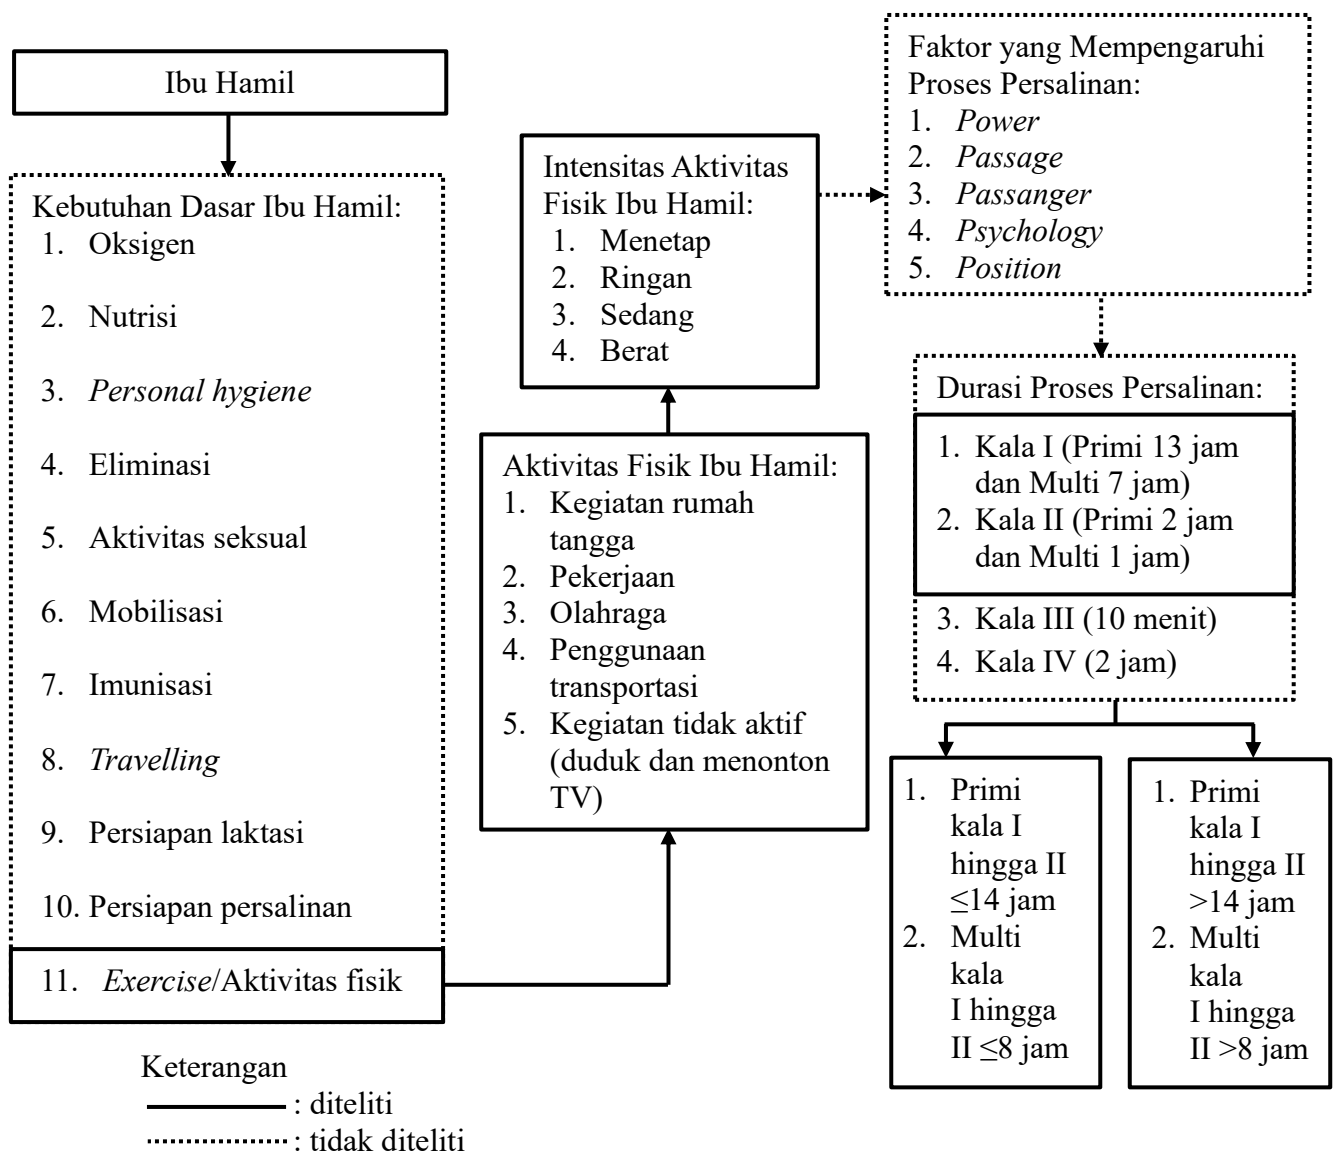 Ibu Hamil
Kebutuhan Dasar Ibu Hamil:
1. Oksigen
2. Nutrisi
3. Personal hygiene
4. Eliminasi
5. Aktivitas seksual
6. Mobilisasi
7. Imunisasi
8. Travelling
9. Persiapan laktasi
10. Persiapan persalinan
11. Exercise/Aktivitas fisik
Aktivitas Fisik Ibu Hamil:
1. Kegiatan rumah
tangga
2. Pekerjaan
3. Olahraga
4. Penggunaan
transportasi
5. Kegiatan tidak aktif
(duduk dan menonton
TV)
Intensitas Aktivitas
Fisik Ibu Hamil:
1. Menetap
2. Ringan
3. Sedang
4. Berat
Faktor yang Mempengaruhi
Proses Persalinan:
1. Power
2. Passage
3. Passanger
4. Psychology
5. Position
Durasi Proses Persalinan:
1. Kala I (Primi 13 jam
dan Multi 7 jam)
2. Kala II (Primi 2 jam
dan Multi 1 jam)
3. Kala III (10 menit)
4. Kala IV (2 jam)
1. Primi
kala I
hingga II
≤14 jam
2. Multi
kala
I hingga
II ≤8 jam
1. Primi
kala I
hingga II
>14 jam
2. Multi
kala
I hingga
II >8 jam
Keterangan
: diteliti
: tidak diteliti